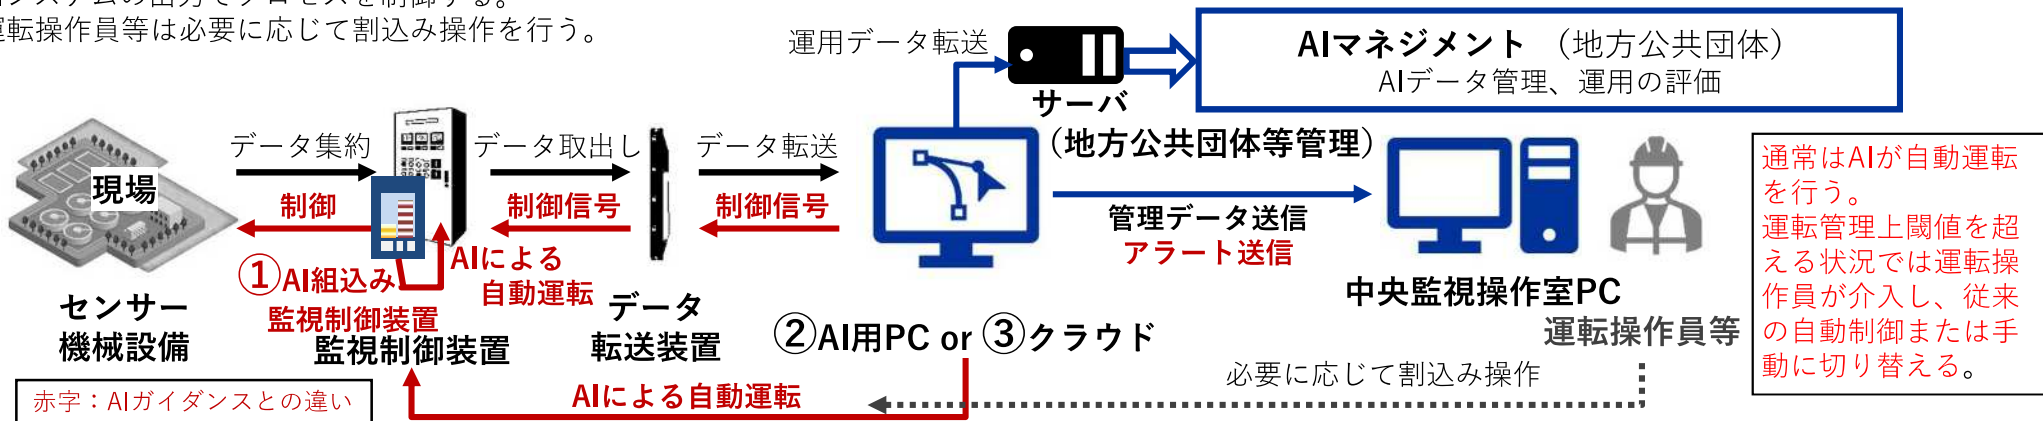 運転操作員等は必要に応じて割込み操作を行う。
運用データ転送
AIマネジメント （地方公共団体）
AIデータ管理、運用の評価
サーバ
（地方公共団体等管理）
データ集約
データ取出し
データ転送
現場
制御
制御信号
制御信号
管理データ送信
アラート送信
①AI組込み
監視制御装置
AIによる
自動運転
センサー
機械設備
監視制御装置
データ
転送装置
②AI用PC or ③クラウド
中央監視操作室PC
運転操作員等
通常はAIが自動運転
を行う。
運転管理上閾値を超
える状況では運転操
作員が介入し、従来
の自動制御または手
動に切り替える。
必要に応じて割込み操作
AIによる自動運転
赤字：AIガイダンスとの違い